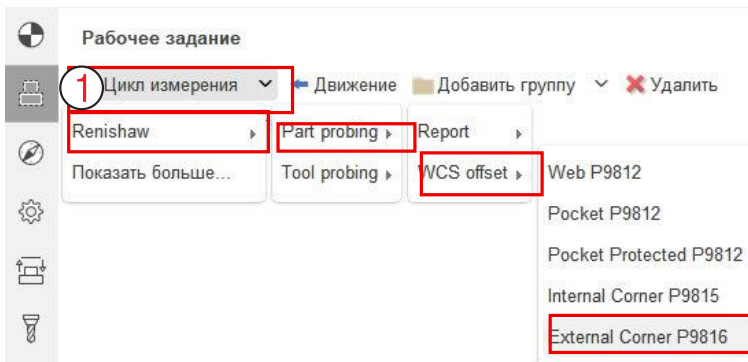 Рабочее задание
1 Цикл измерения Движение Добавить группу Удалить
Renishaw Part probing Report
Показать больше... Tool probing WCS offset Web P9812
Pocket P9812
Pocket Protected P9812
Internal Corner P9815
External Corner P9816